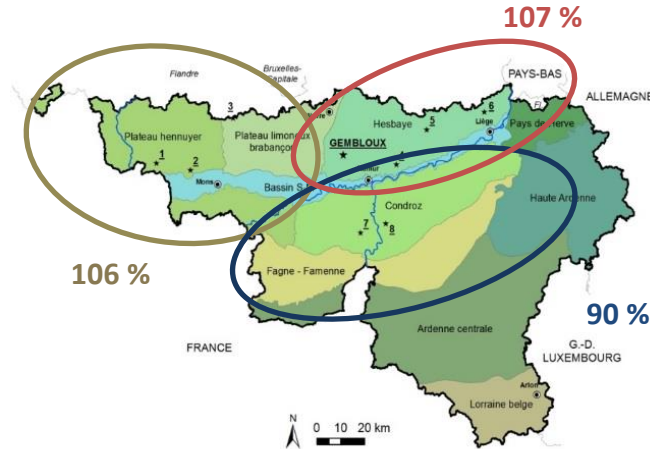 107 %
Flandre
Bruxelles-
Capitale
PAYS-BAS
ALLEMAGNE
3
6
Plateau hennuyer
Plateau limoneux
brabançon
Hesbaye
5
Liège
Pays de Herve
1
2
GEMBLOUX
Mons
Bassin S
Condroz
Haute Ardenne
7
8
106 %
Fagne - Famenne
90 %
Ardenne centrale
FRANCE
G.-D.
LUXEMBOURG
Arlon
Lorraine belge
N
0 10 20 km